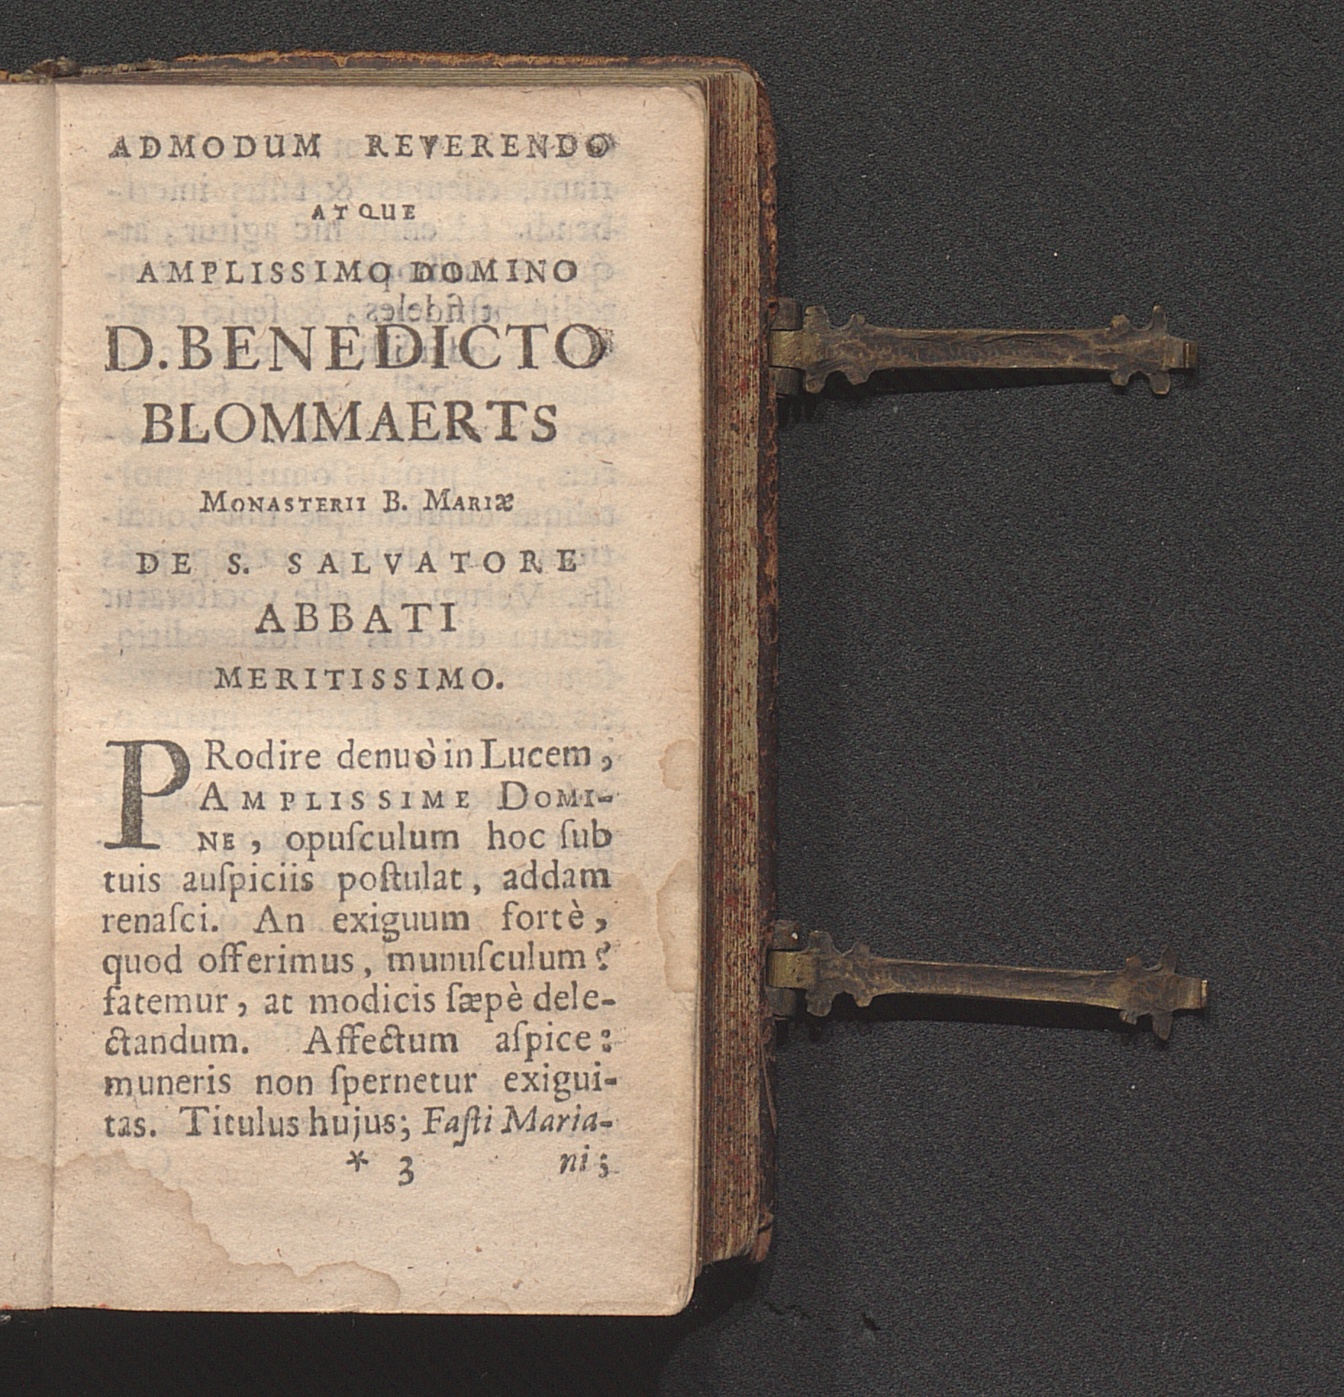 ADMODUM REVERENDO
ATQUE
AMPLISSIMO DOMINO
D. BENEDICTO
BLOMMAERTS
MONASTERII B. MARIÆ
DE S. SALVATORE
ABBATI
MERITISSIMO.
PRodire denuò in Lucem,
AMPLISSIME DOMI-
NE, opuſculum hoc ſub
tuis auſpiciis poſtulat, addam
renaſci. An exiguum fortè,
quod offerimus, munuſculum?
fatemur, at modicis ſæpè dele-
ctandum. Affectum aſpice:
muneris non ſpernetur exigui-
tas. Titulus hujus; Faſti Maria-
* 3 ni;